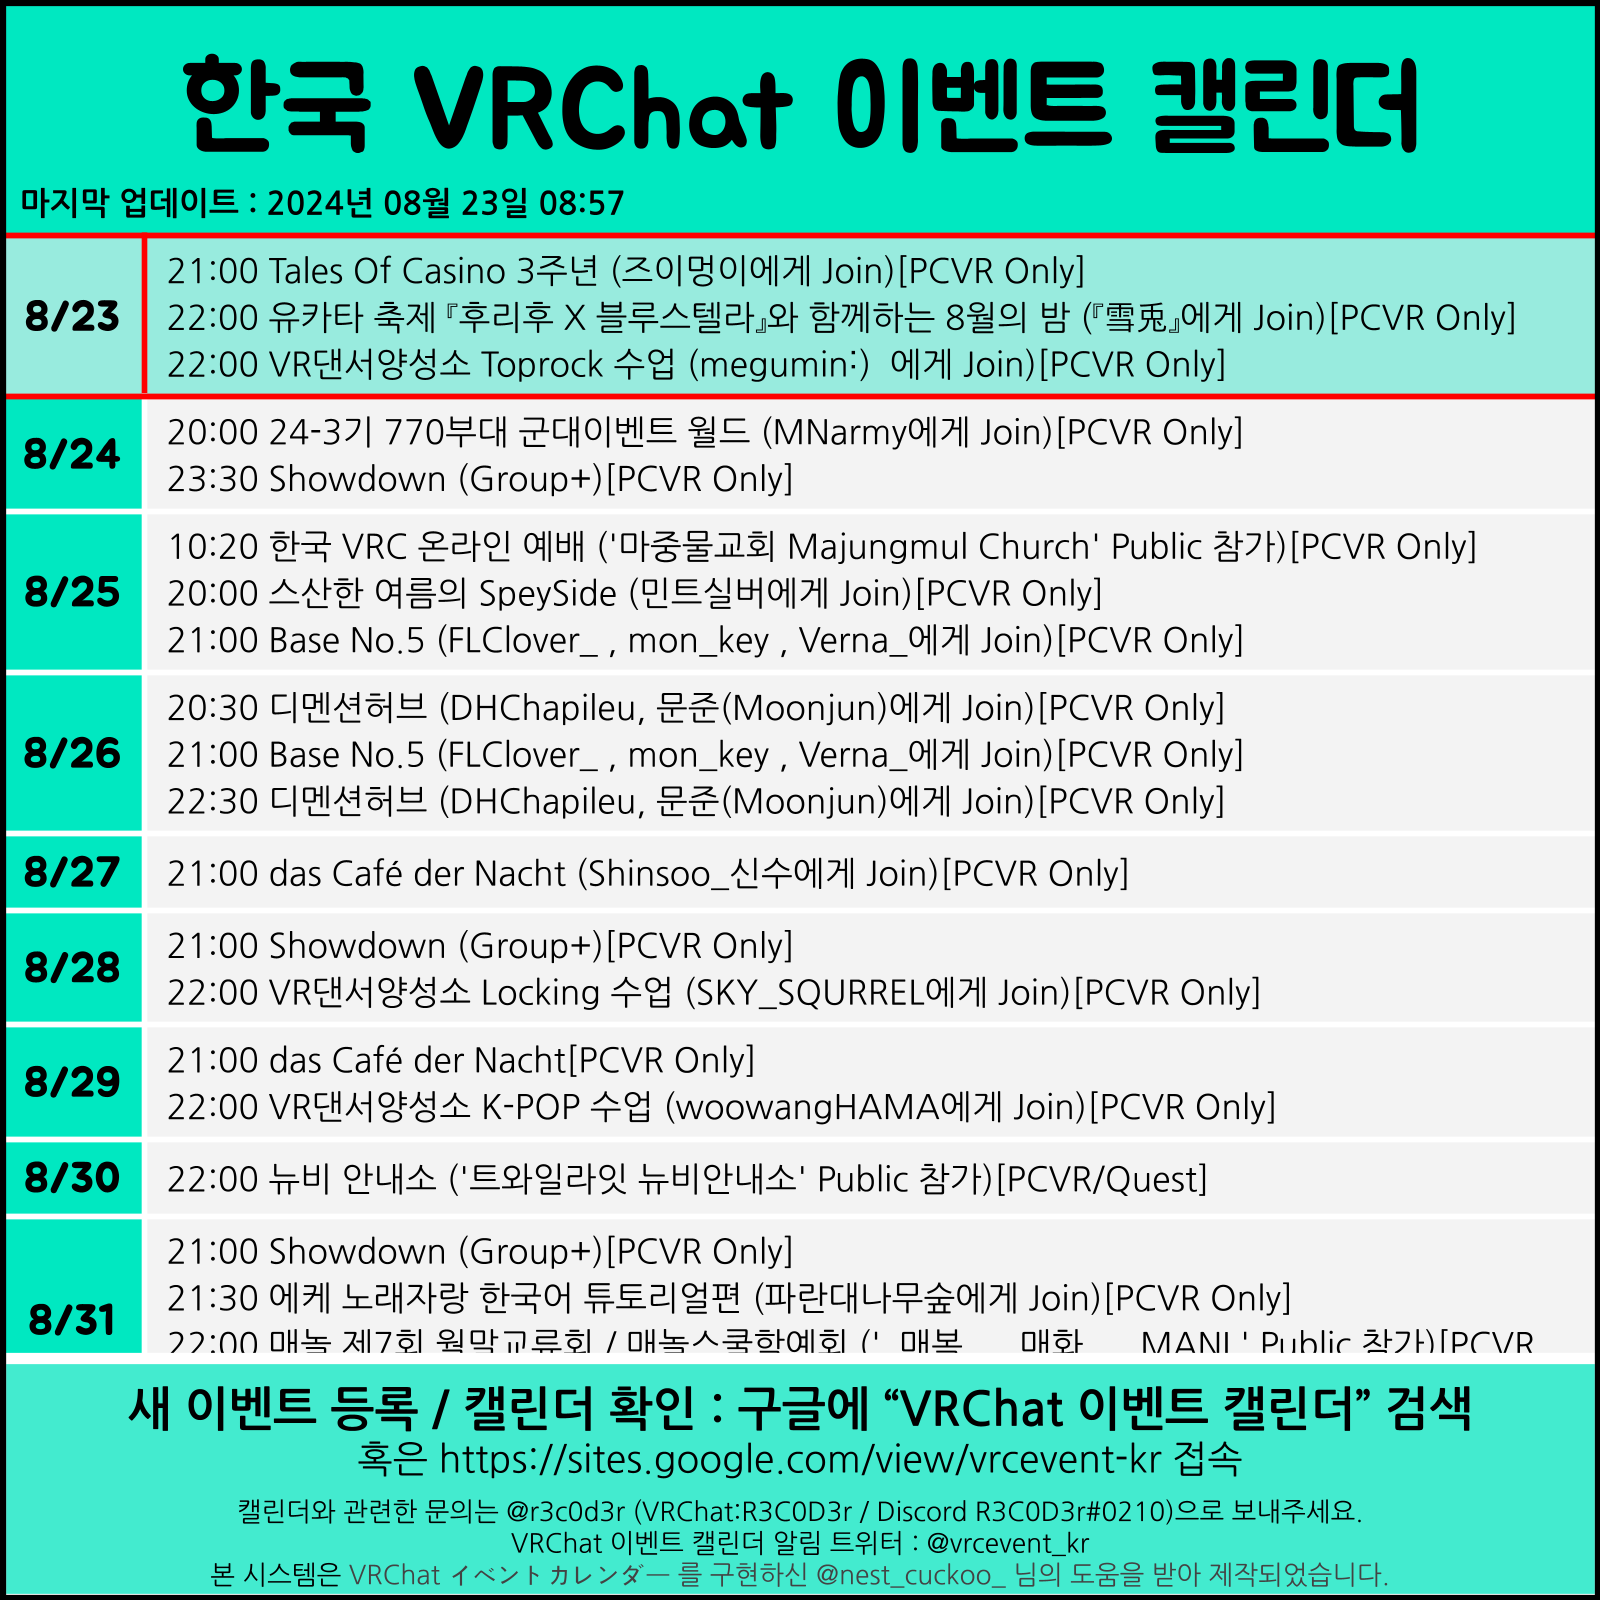 한국 VRChat 이벤트 캘린더
마지막 업데이트 : 2024년 08월 23일 08:57
8/23
21:00 Tales Of Casino 3주년 (즈이멍이에게 Join)[PCVR Only]
22:00 유카타 축제 『후리후 X 블루스텔라』와 함께하는 8월의 밤 (『雪兎』에게 Join)[PCVR Only]
22:00 VR댄서양성소 Toprock 수업 (megumin:)  에게 Join)[PCVR Only]
8/24
20:00 24-3기 770부대 군대이벤트 월드 (MNarmy에게 Join)[PCVR Only]
23:30 Showdown (Group+)[PCVR Only]
8/25
10:20 한국 VRC 온라인 예배 ('마중물교회 Majungmul Church' Public 참가)[PCVR Only]
20:00 스산한 여름의 SpeySide (민트실버에게 Join)[PCVR Only]
21:00 Base No.5 (FLClover_ , mon_key , Verna_에게 Join)[PCVR Only]
8/26
20:30 디멘션허브 (DHChapileu, 문준(Moonjun)에게 Join)[PCVR Only]
21:00 Base No.5 (FLClover_ , mon_key , Verna_에게 Join)[PCVR Only]
22:30 디멘션허브 (DHChapileu, 문준(Moonjun)에게 Join)[PCVR Only]
8/27
21:00 das Café der Nacht (Shinsoo_신수에게 Join)[PCVR Only]
8/28
21:00 Showdown (Group+)[PCVR Only]
22:00 VR댄서양성소 Locking 수업 (SKY_SQURREL에게 Join)[PCVR Only]
8/29
21:00 das Café der Nacht[PCVR Only]
22:00 VR댄서양성소 K-POP 수업 (woowangHAMA에게 Join)[PCVR Only]
8/30
22:00 뉴비 안내소 ('트와일라잇 뉴비안내소' Public 참가)[PCVR/Quest]
8/31
21:00 Showdown (Group+)[PCVR Only]
21:30 에케 노래자랑 한국어 튜토리얼편 (파란대나무숲에게 Join)[PCVR Only]
22:00 매놀 제7회 월말교류회 / 매놀스쿨학예회 (' 매복 매화 MANI ' Public 참가)[PCVR
새 이벤트 등록 / 캘린더 확인 : 구글에 “VRChat 이벤트 캘린더” 검색
혹은 https://sites.google.com/view/vrcevent-kr 접속
캘린더와 관련한 문의는 @r3c0d3r (VRChat:R3C0D3r / Discord R3C0D3r#0210)으로 보내주세요.
VRChat 이벤트 캘린더 알림 트위터 : @vrcevent_kr
본 시스템은 VRChat イベントカレンダー 를 구현하신 @nest_cuckoo_ 님의 도움을 받아 제작되었습니다.